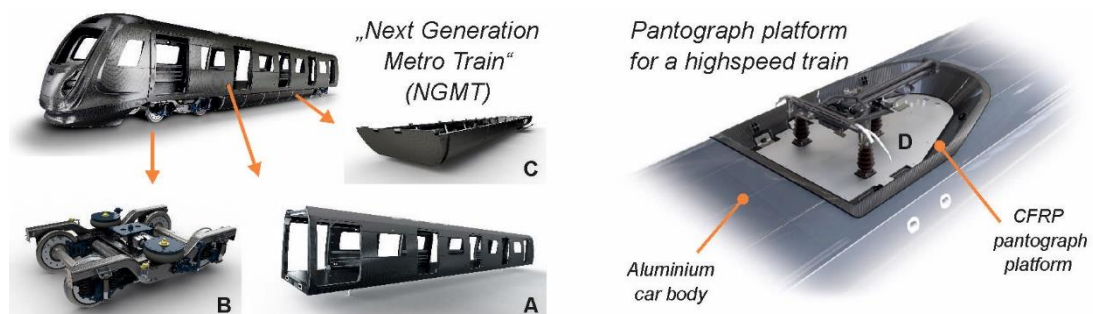 „Next Generation
Metro Train“
(NGMT)
C
B
A
Pantograph platform
for a highspeed train
D
Aluminium
car body
CFRP
pantograph
platform